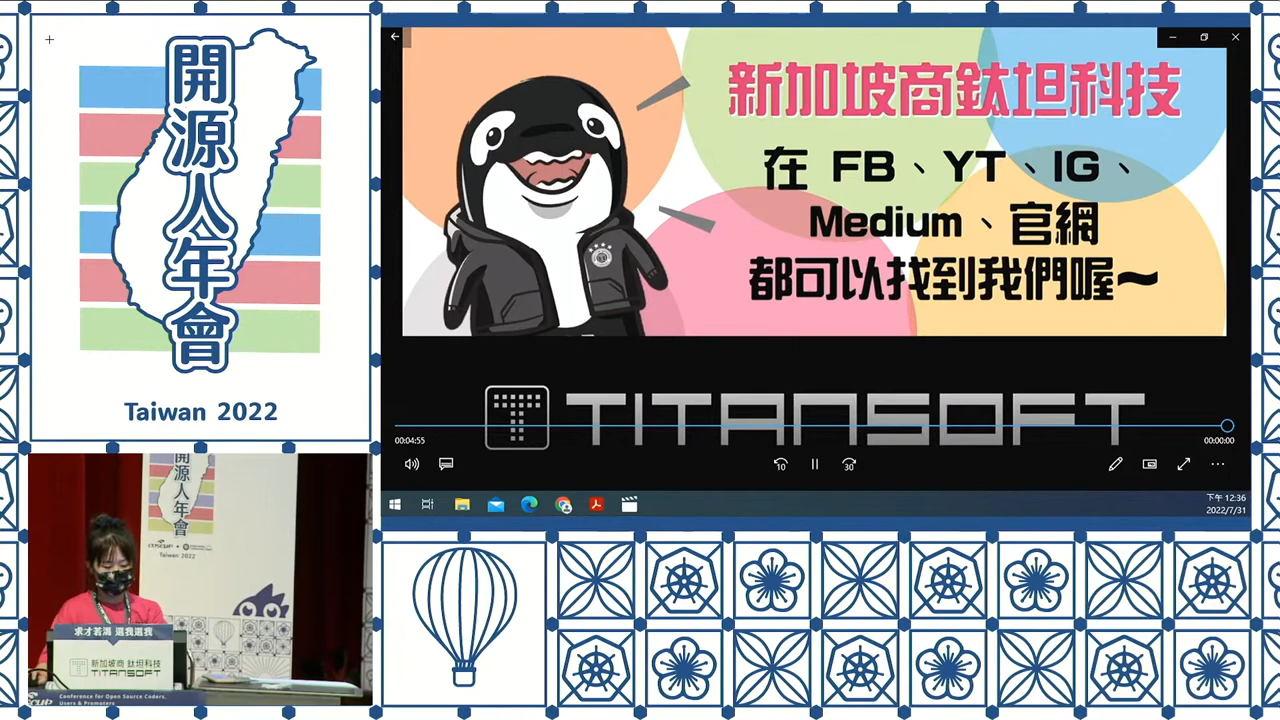 開源人年會
Taiwan 2022
新加坡商鈦坦科技
在 FB、YT、IG、
Medium、官網
都可以找到我們喔~
TITANSOFT
00:04:55
00:00:00
10
30
下午 12:36
2022/7/31
開源人年會
Taiwan 2022
求才若渴 選我選我
新加坡商 鈦坦科技
TITANSOFT
Conference for Open Source Coders,
Users & Promoters